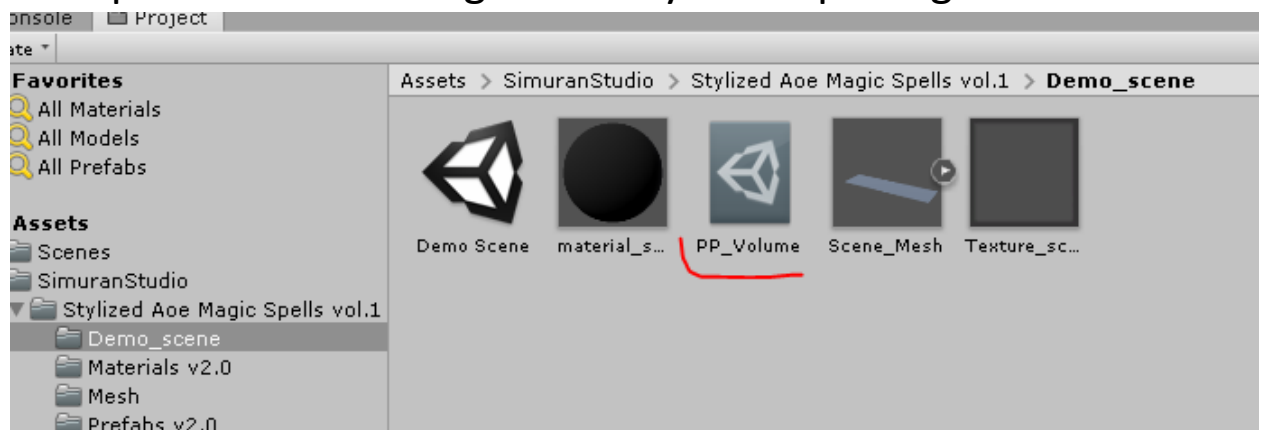 Project
Favorites
All Materials
All Models
All Prefabs
Assets
Scenes
SimuranStudio
Stylized Aoe Magic Spells vol.1
Demo_scene
Materials v2.0
Mesh
Prefabs v2.0
Assets > SimuranStudio > Stylized Aoe Magic Spells vol.1 > Demo_scene
Demo Scene material_s... PP_Volume Scene_Mesh Texture_sc...